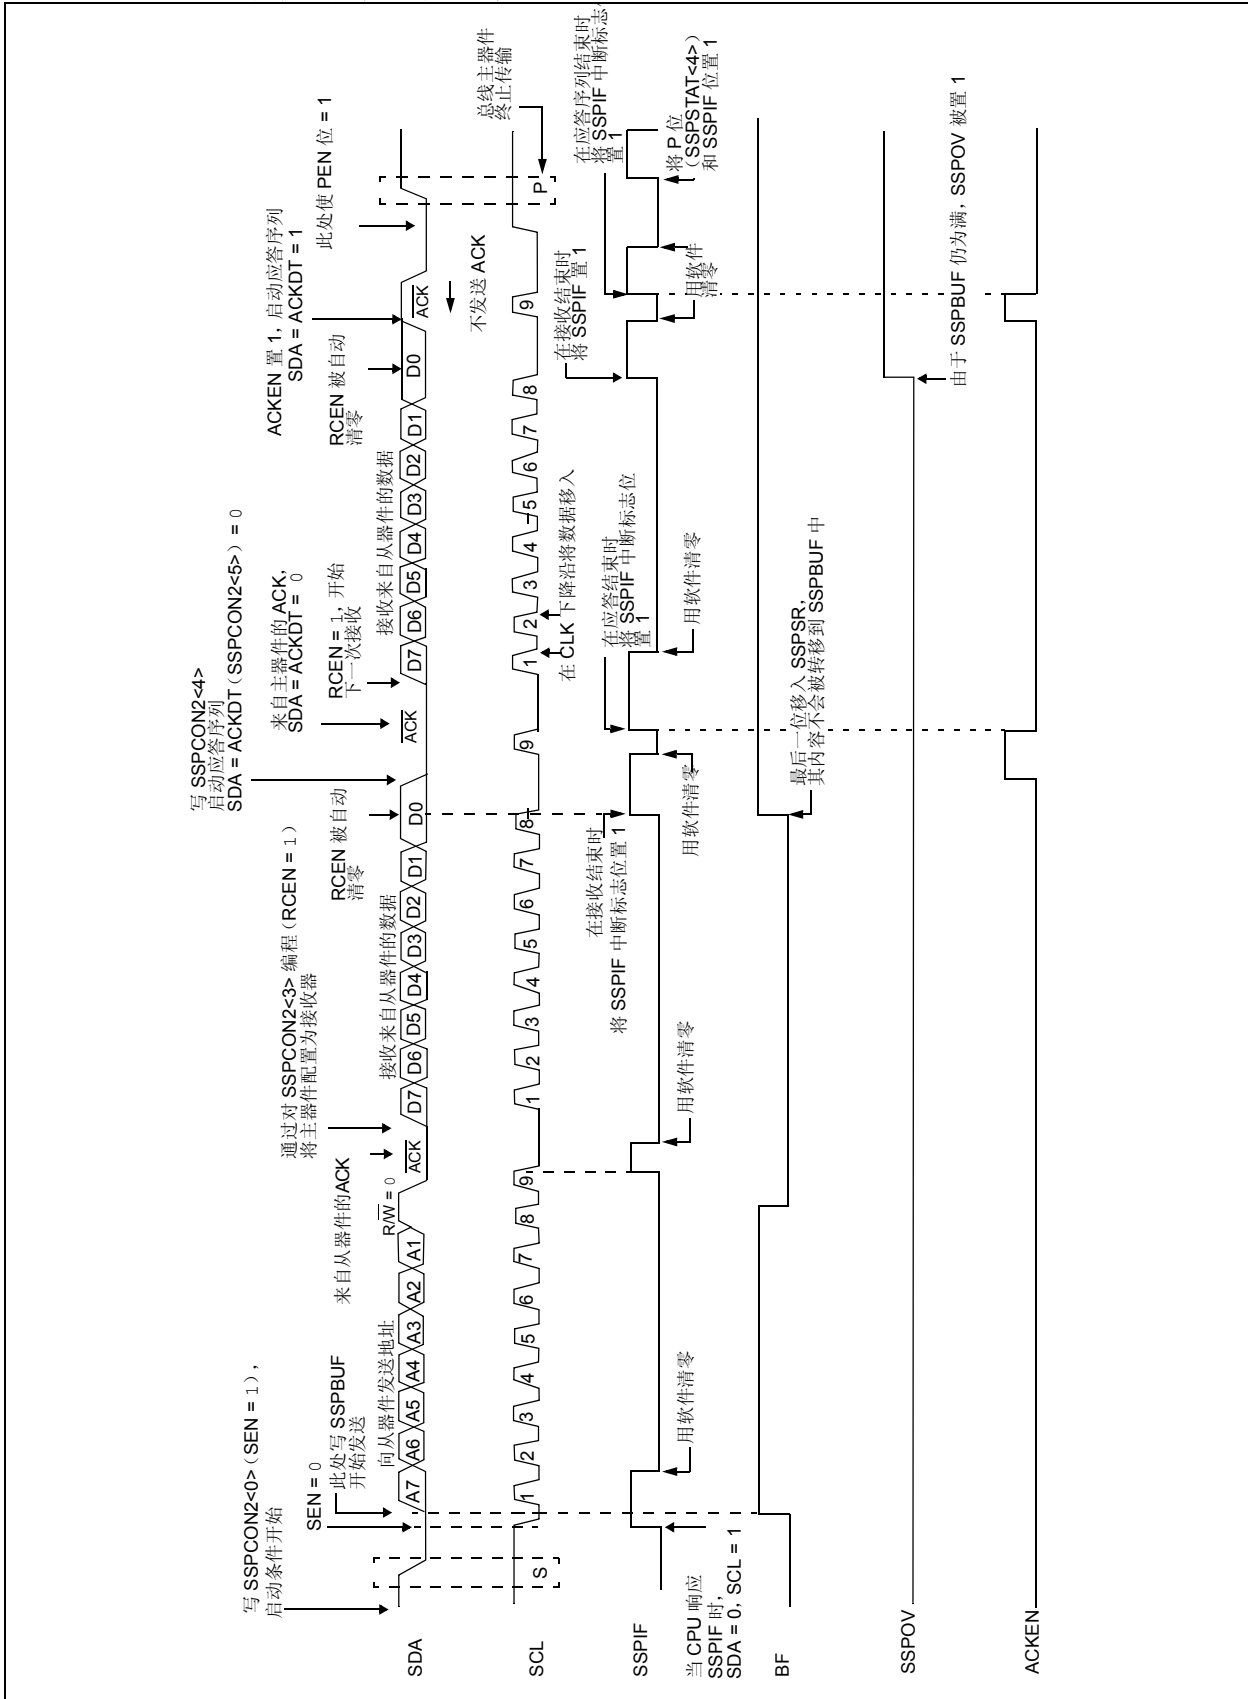 写 SSPCON2<0>（SEN = 1），
启动条件开始
SEN = 0
此处写 SSPBUF
开始发送
向从器件发送地址
来自从器件的ACK
通过对 SSPCON2<3> 编程（RCEN = 1）
将主器件配置为接收器
接收来自从器件的数据
RCEN 被自动
清零
写 SSPCON2<4>
启动应答序列
SDA = ACKDT（SSPCON2<5>）= 0
来自主器件的 ACK，
SDA = ACKDT = 0
RCEN = 1，开始
下一次接收
接收来自从器件的数据
RCEN 被自动
清零
ACKEN 置 1，启动应答序列
SDA = ACKDT = 1
此处使 PEN 位 = 1
SDA
A7 A6 A5 A4 A3 A2 A1
R/W = 0
ACK
D7 D6 D5 D4 D3 D2 D1 D0
ACK
D7 D6 D5 D4 D3 D2 D1 D0
ACK
不发送 ACK
总线主器件
终止传输
SCL
S
1 2 3 4 5 6 7 8 9
1 2 3 4 5 6 7 8 9
1 2 3 4 5 6 7 8 9
P
在 CLK 下降沿将数据移入
SSPIF
当 CPU 响应
SSPIF 时，
SDA = 0, SCL = 1
用软件清零
用软件清零
在接收结束时
将 SSPIF 中断标志位置 1
用软件清零
在应答结束时
将 SSPIF 中断标志位
置 1
用软件清零
在接收结束时
将 SSPIF 置 1
用软件
清零
在应答序列结束时
将 SSPIF 中断标志
置 1
将 P 位
（SSPSTAT<4>）
和 SSPIF 位置 1
BF
最后一位移入 SSPSR，
其内容不会被转移到 SSPBUF 中
SSPOV
由于 SSPBUF 仍为满，SSPOV 被置 1
ACKEN